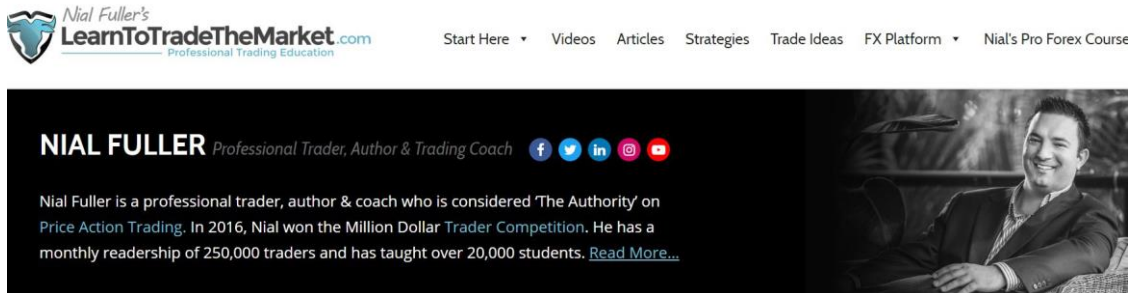 Nial Fuller's
LearnToTradeTheMarket.com
Professional Trading Education
Start Here ▾ Videos Articles Strategies Trade Ideas FX Platform ▾ Nial's Pro Forex Course
NIAL FULLER Professional Trader, Author & Trading Coach
Nial Fuller is a professional trader, author & coach who is considered 'The Authority' on
Price Action Trading. In 2016, Nial won the Million Dollar Trader Competition. He has a
monthly readership of 250,000 traders and has taught over 20,000 students. Read More...